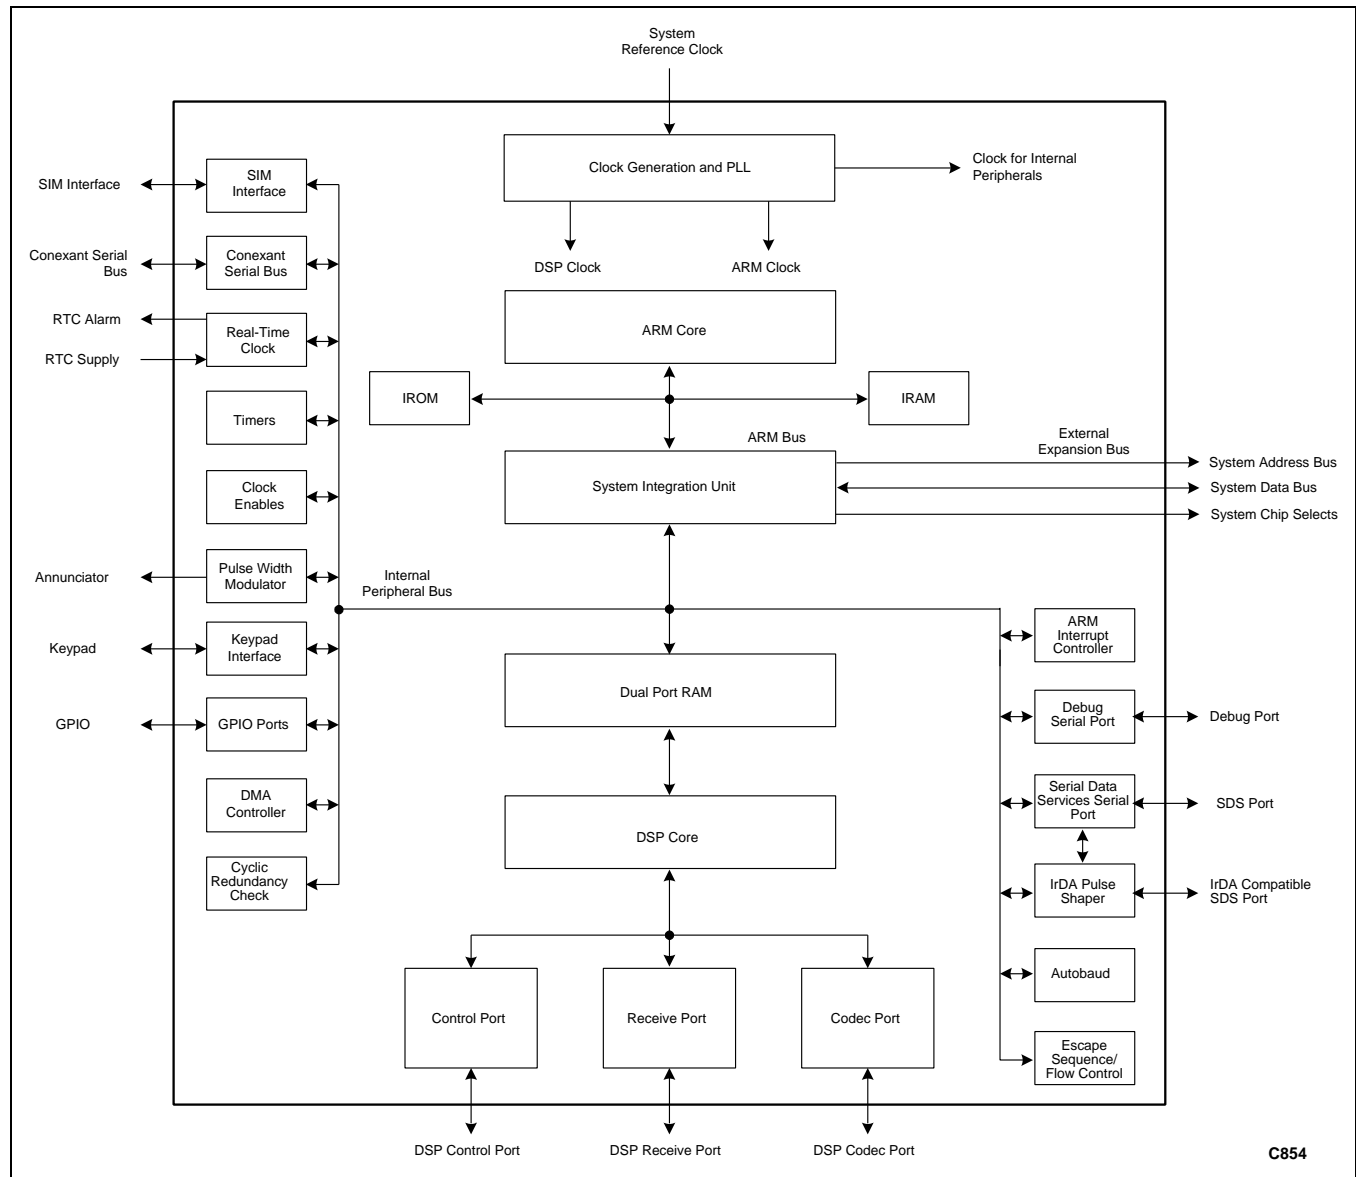 System
Reference Clock
Clock Generation and PLL
Clock for Internal
Peripherals
DSP Clock
ARM Clock
SIM Interface
SIM
Interface
Conexant Serial
Bus
Conexant
Serial Bus
RTC Alarm
RTC Supply
Real-Time
Clock
ARM Core
IROM
IRAM
Timers
ARM Bus
External
Expansion Bus
Clock
Enables
System Integration Unit
System Address Bus
System Data Bus
System Chip Selects
Annunciator
Pulse Width
Modulator
Internal
Peripheral Bus
Keypad
Keypad
Interface
ARM
Interrupt
Controller
GPIO
GPIO Ports
Dual Port RAM
Debug
Serial Port
Debug Port
DMA
Controller
DSP Core
Serial Data
Services Serial
Port
SDS Port
Cyclic
Redundancy
Check
IrDA Pulse
Shaper
IrDA Compatible
SDS Port
Control Port
Receive Port
Codec Port
Autobaud
Escape
Sequence/
Flow Control
DSP Control Port
DSP Receive Port
DSP Codec Port
C854